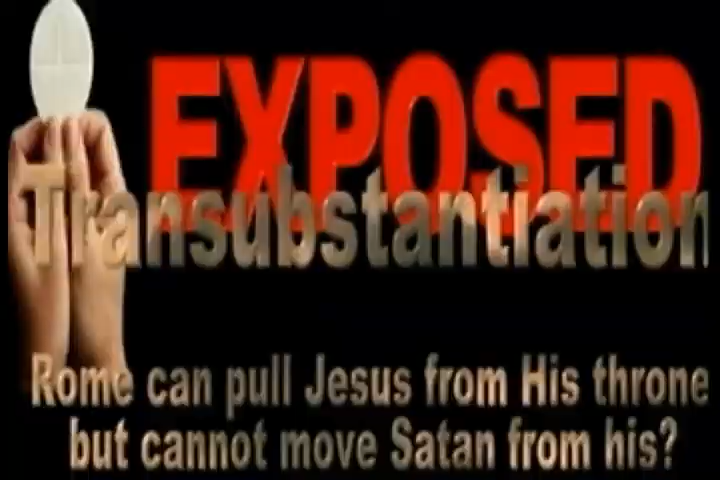 EXPOSED
Transubstantiation
Rome can pull Jesus from His throne
but cannot move Satan from his?